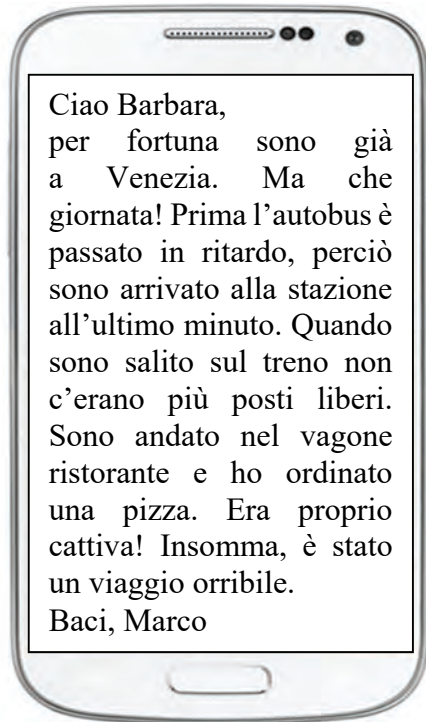 Ciao Barbara,
per fortuna sono già
a Venezia. Ma che
giornata! Prima l’autobus è
passato in ritardo, perciò
sono arrivato alla stazione
all’ultimo minuto. Quando
sono salito sul treno non
c’erano più posti liberi.
Sono andato nel vagone
ristorante e ho ordinato
una pizza. Era proprio
cattiva! Insomma, è stato
un viaggio orribile.
Baci, Marco